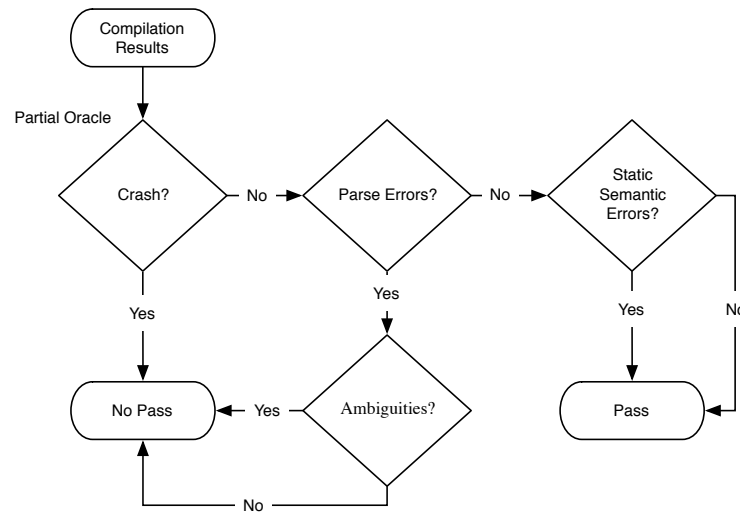 Compilation
Results
Partial Oracle
Crash?
No
Parse Errors?
No
Static
Semantic
Errors?
Yes
Yes
Yes
No
No Pass
Yes
Ambiguities?
Pass
No